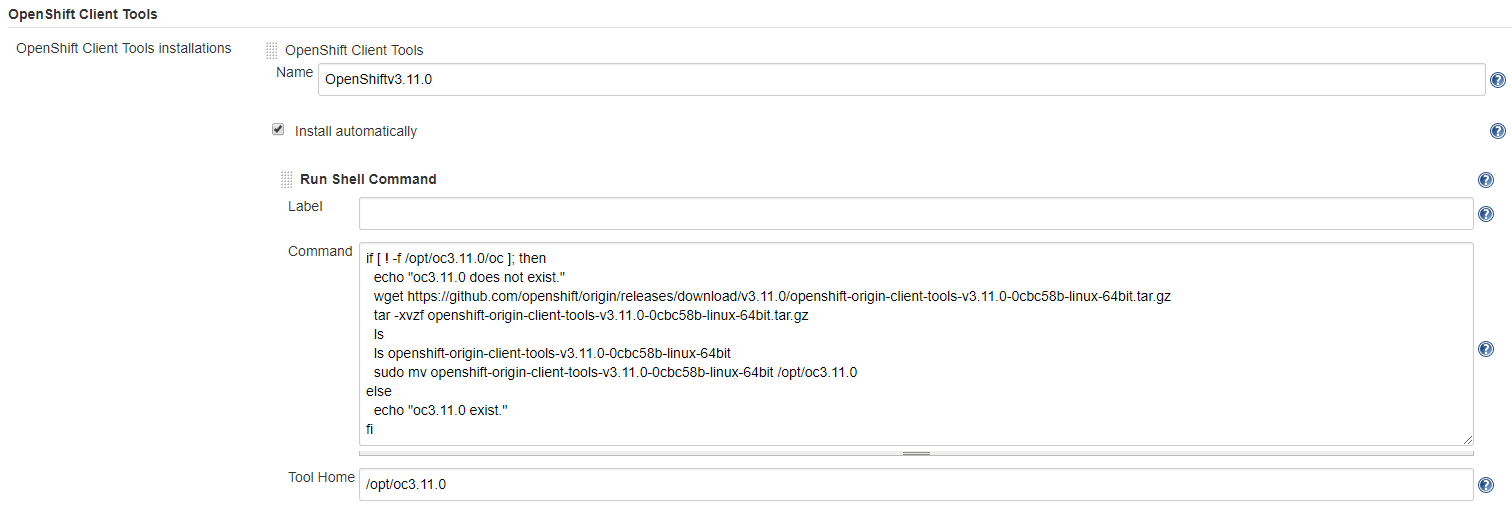 OpenShift Client Tools
OpenShift Client Tools installations
OpenShift Client Tools
Name
OpenShiftv3.11.0
Install automatically
Run Shell Command
Label
Command
if [ ! -f /opt/oc3.11.0/oc ]; then
  echo "oc3.11.0 does not exist."
  wget https://github.com/openshift/origin/releases/download/v3.11.0/openshift-origin-client-tools-v3.11.0-0cbc58b-linux-64bit.tar.gz
  tar -xvzf openshift-origin-client-tools-v3.11.0-0cbc58b-linux-64bit.tar.gz
  ls
  ls openshift-origin-client-tools-v3.11.0-0cbc58b-linux-64bit
  sudo mv openshift-origin-client-tools-v3.11.0-0cbc58b-linux-64bit /opt/oc3.11.0
else
  echo "oc3.11.0 exist."
fi
Tool Home
/opt/oc3.11.0